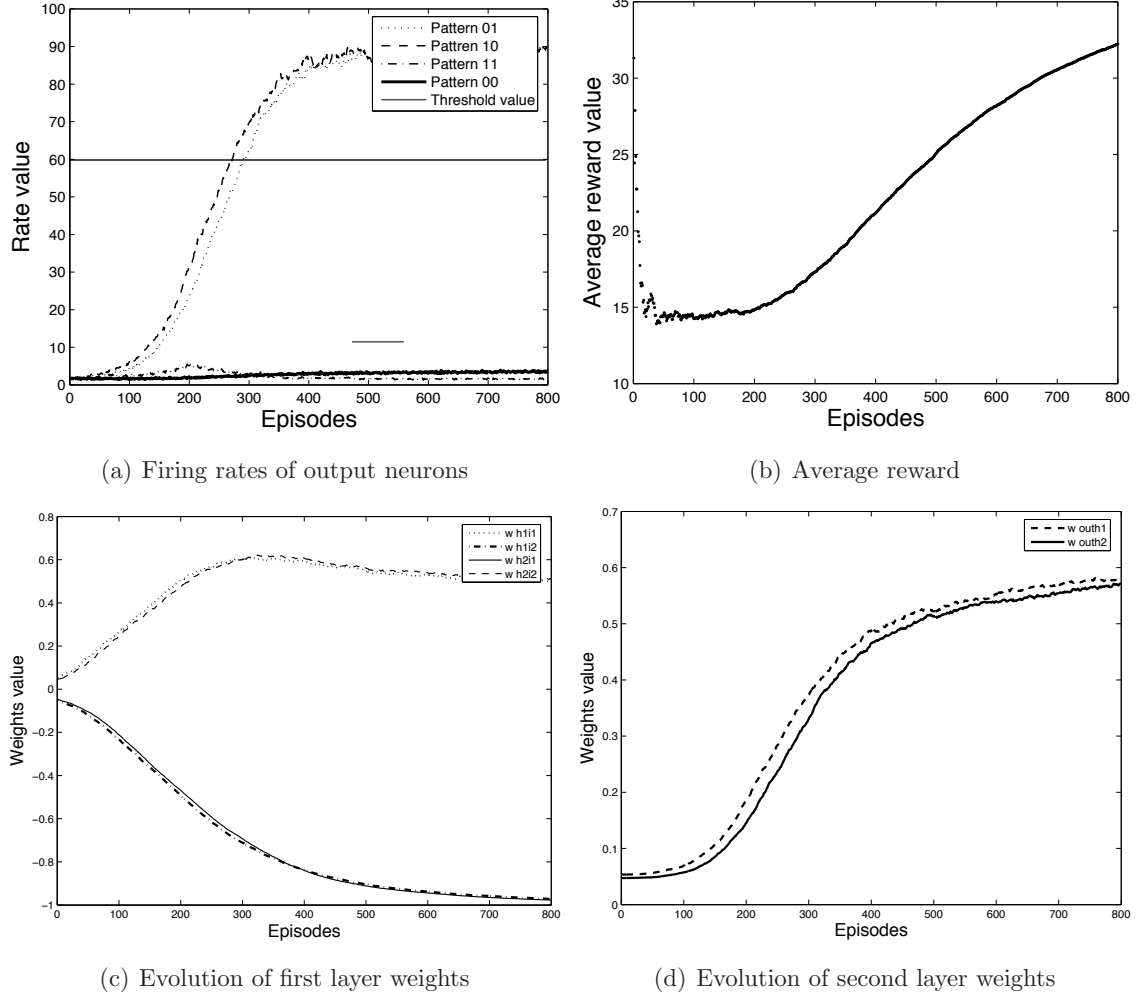 100
90
80
70
60
50
40
30
20
10
0
Rate value
Pattern 01
Pattren 10
Pattern 11
Pattern 00
Threshold value
0 100 200 300 400 500 600 700 800
Episodes
(a) Firing rates of output neurons
35
30
25
20
15
10
Average reward value
0 100 200 300 400 500 600 700 800
Episodes
(b) Average reward
0.8
0.6
0.4
0.2
0
−0.2
−0.4
−0.6
−0.8
−1
Weights value
w h1i1
w h1i2
w h2i1
w h2i2
0 100 200 300 400 500 600 700 800
Episodes
(c) Evolution of first layer weights
0.7
0.6
0.5
0.4
0.3
0.2
0.1
0
Weights value
w outh1
w outh2
0 100 200 300 400 500 600 700 800
Episodes
(d) Evolution of second layer weights